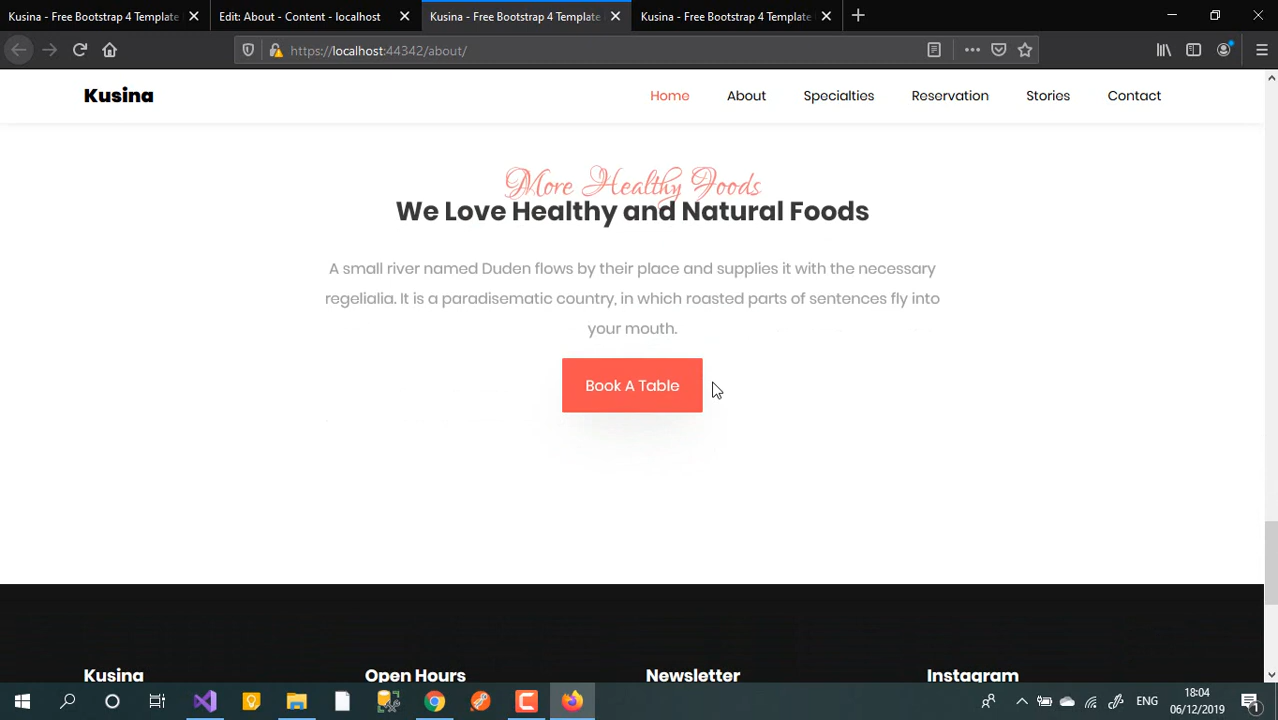 Kusina - Free Bootstrap 4 Template
Edit: About - Content - localhost
Kusina - Free Bootstrap 4 Template
Kusina - Free Bootstrap 4 Template
https://localhost:44342/about/
Kusina
Home
About
Specialties
Reservation
Stories
Contact
More Healthy Foods
We Love Healthy and Natural Foods
A small river named Duden flows by their place and supplies it with the necessary
regelialia. It is a paradisematic country, in which roasted parts of sentences fly into
your mouth.
Book A Table
Kusina
Open Hours
Newsletter
Instagram
ENG
18:04
06/12/2019
1